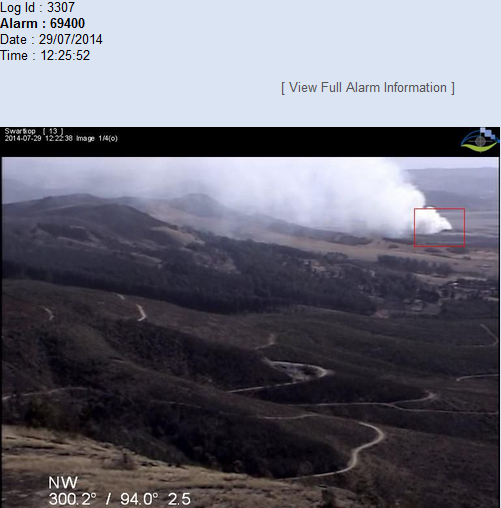 Log Id : 3307
Alarm : 69400
Date : 29/07/2014
Time : 12:25:52
[ View Full Alarm Information ]
Swartkop [ 13 ]
2014-07-29 12:22:38 Image 1/4(o)
NW
300.2° / 94.0° 2.5